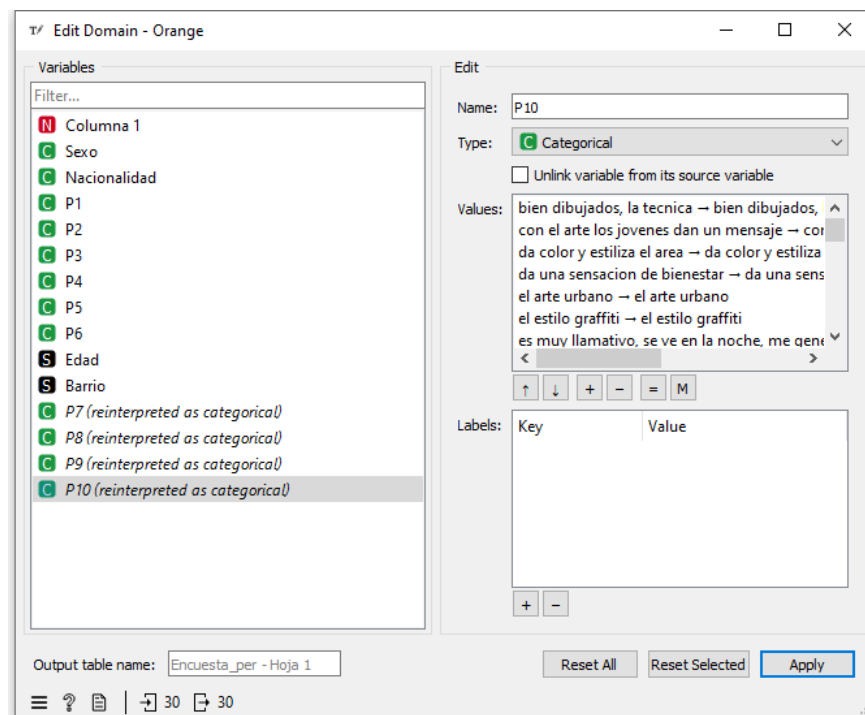 Edit Domain - Orange
Variables
Filter...
N Columna 1
C Sexo
C Nacionalidad
C P1
C P2
C P3
C P4
C P5
C P6
S Edad
S Barrio
C P7 (reinterpreted as categorical)
C P8 (reinterpreted as categorical)
C P9 (reinterpreted as categorical)
C P10 (reinterpreted as categorical)
Edit
Name: P10
Type: C Categorical
Unlink variable from its source variable
Values:
bien dibujados, la tecnica → bien dibujados,
con el arte los jovenes dan un mensaje → cor
da color y estiliza el area → da color y estiliza
da una sensacion de bienestar → da una sens
el arte urbano → el arte urbano
el estilo graffiti → el estilo graffiti
es muy llamativo, se ve en la noche, me gene
↑ ↓ + − = M
Labels: Key Value
+ −
Output table name: Encuesta_per - Hoja 1
Reset All Reset Selected Apply
? 30 30